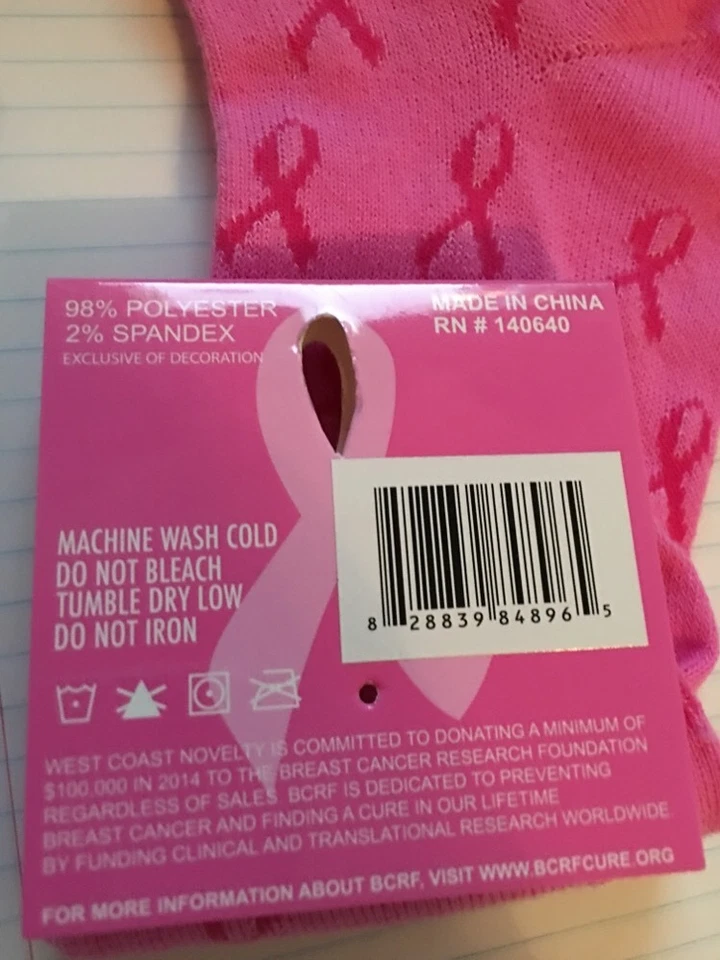 98% POLYESTER
2% SPANDEX
EXCLUSIVE OF DECORATION
MADE IN CHINA
RN # 140640
MACHINE WASH COLD
DO NOT BLEACH
TUMBLE DRY LOW
DO NOT IRON
8 28839 84896 5
WEST COAST NOVELTY IS COMMITTED TO DONATING A MINIMUM OF
$100,000 IN 2014 TO THE BREAST CANCER RESEARCH FOUNDATION
REGARDLESS OF SALES. BCRF IS DEDICATED TO PREVENTING
BREAST CANCER AND FINDING A CURE IN OUR LIFETIME
BY FUNDING CLINICAL AND TRANSLATIONAL RESEARCH WORLDWIDE.
FOR MORE INFORMATION ABOUT BCRF, VISIT WWW.BCRFCURE.ORG